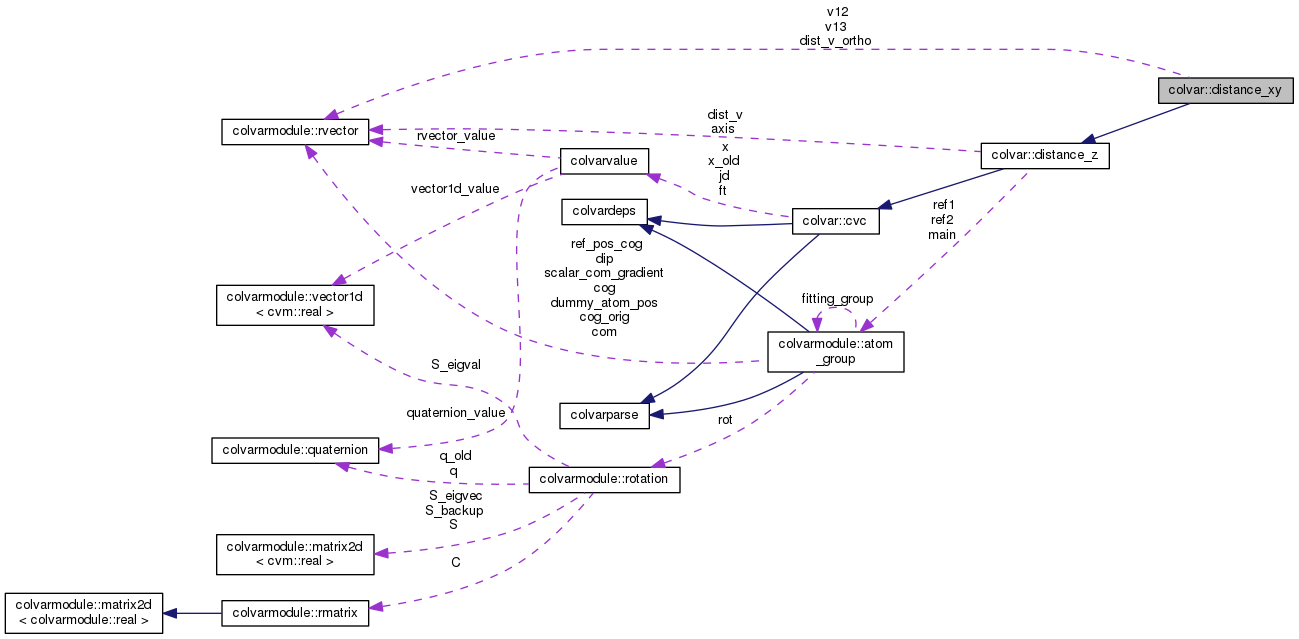 v12
v13
dist_v_ortho
colvar::distance_xy
colvarmodule::rvector
dist_v
axis
rvector_value
colvar::distance_z
colvarvalue
x
x_old
jd
ft
vector1d_value
colvardeps
colvar::cvc
ref1
ref2
main
ref_pos_cog
dip
scalar_com_gradient
cog
dummy_atom_pos
cog_orig
com
colvarmodule::vector1d
< cvm::real >
fitting_group
colvarmodule::atom
_group
S_eigval
quaternion_value
colvarparse
rot
colvarmodule::quaternion
q_old
q
colvarmodule::rotation
S_eigvec
S_backup
S
colvarmodule::matrix2d
< cvm::real >
C
colvarmodule::matrix2d
< colvarmodule::real >
colvarmodule::rmatrix